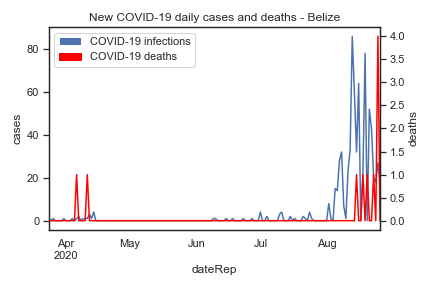 New COVID-19 daily cases and deaths - Belize
COVID-19 infections
COVID-19 deaths
80
60
40
20
0
cases
4.0
3.5
3.0
2.5
2.0
1.5
1.0
0.5
0.0
deaths
Apr May Jun Jul Aug
2020
dateRep